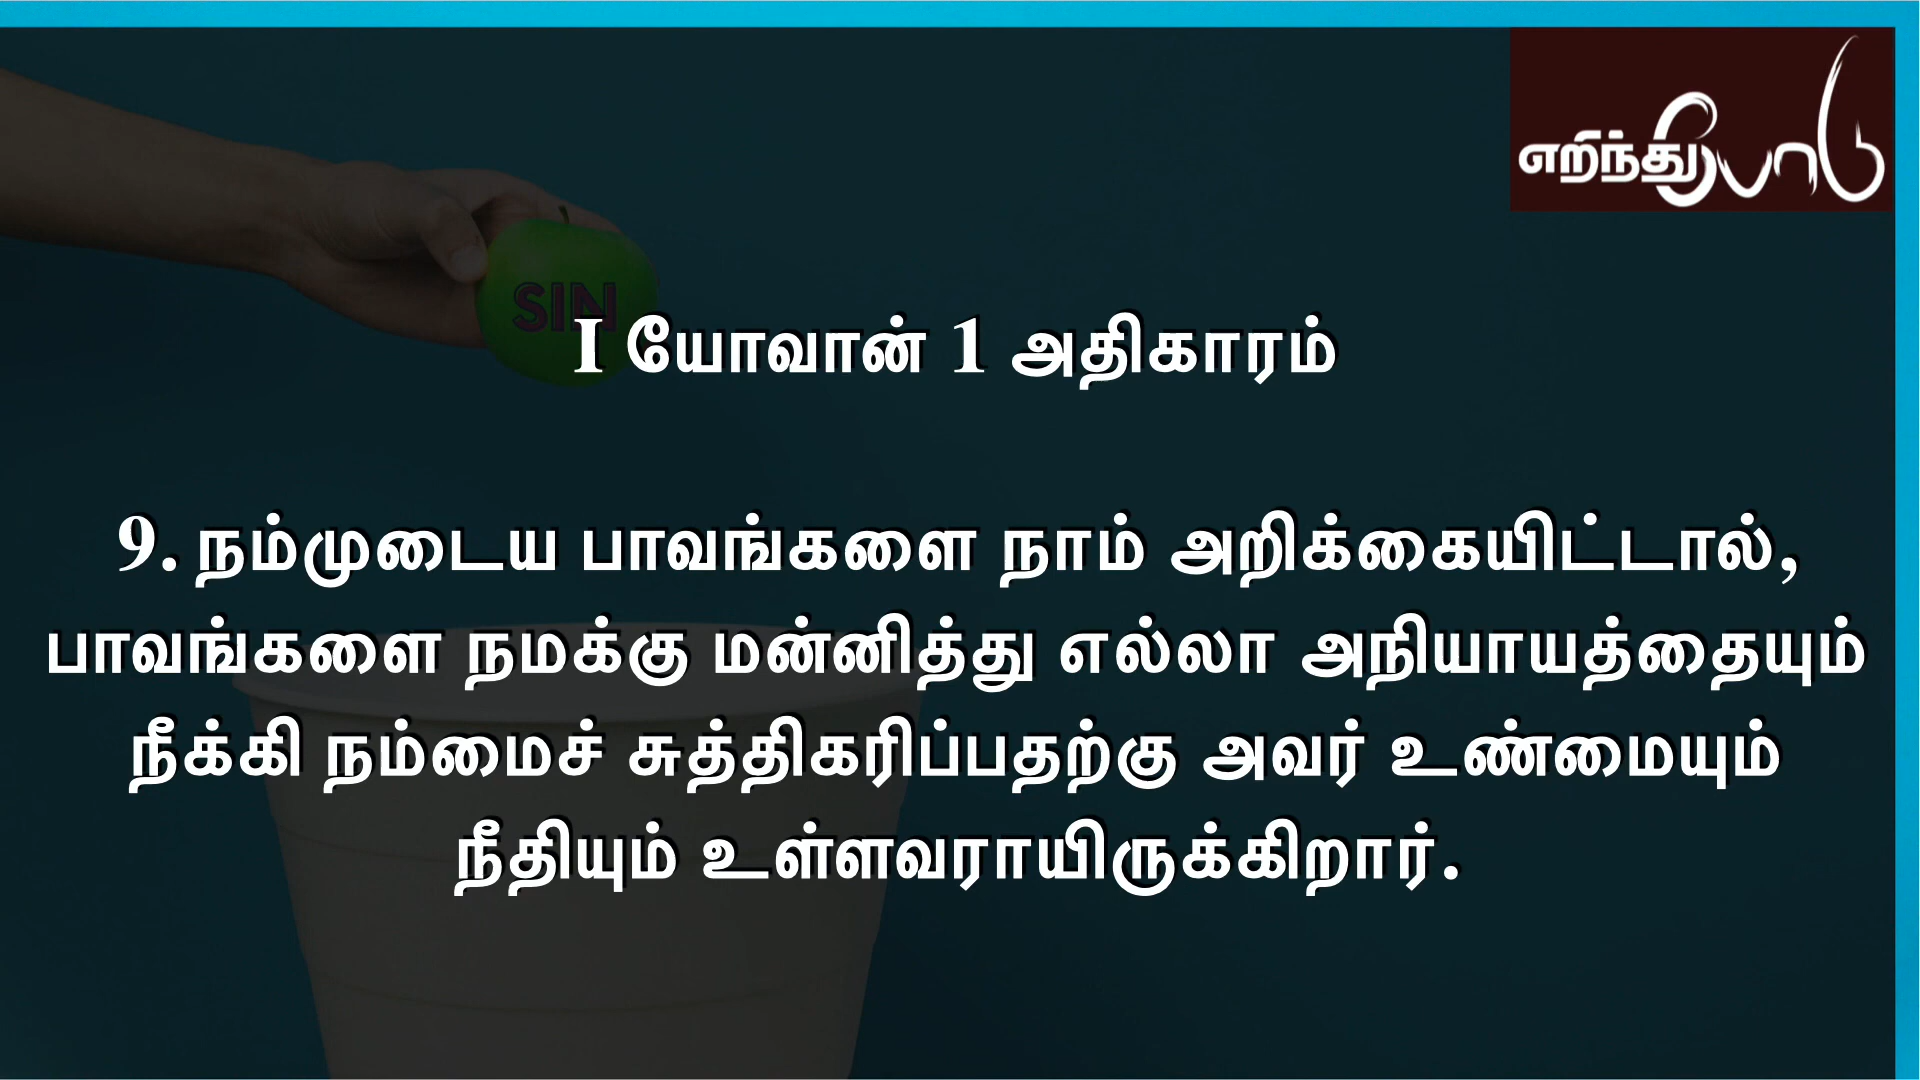 எறிந்துபோடு
SIN
I யோவான் 1 அதிகாரம்
9. நம்முடைய பாவங்களை நாம் அறிக்கையிட்டால்,
பாவங்களை நமக்கு மன்னித்து எல்லா அநியாயத்தையும்
நீக்கி நம்மைச் சுத்திகரிப்பதற்கு அவர் உண்மையும்
நீதியும் உள்ளவராயிருக்கிறார்.